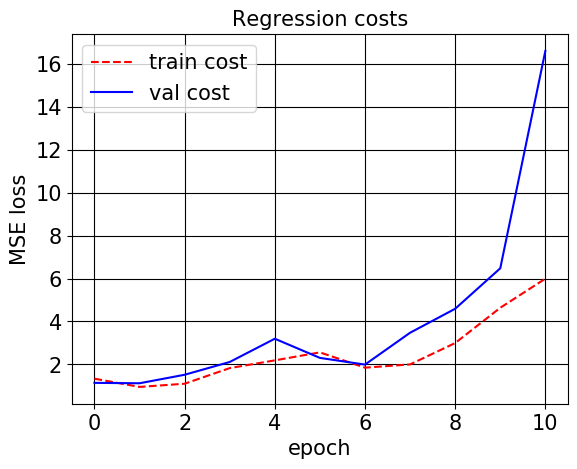 Regression costs
train cost
val cost
MSE loss
16
14
12
10
8
6
4
2
0 2 4 6 8 10
epoch